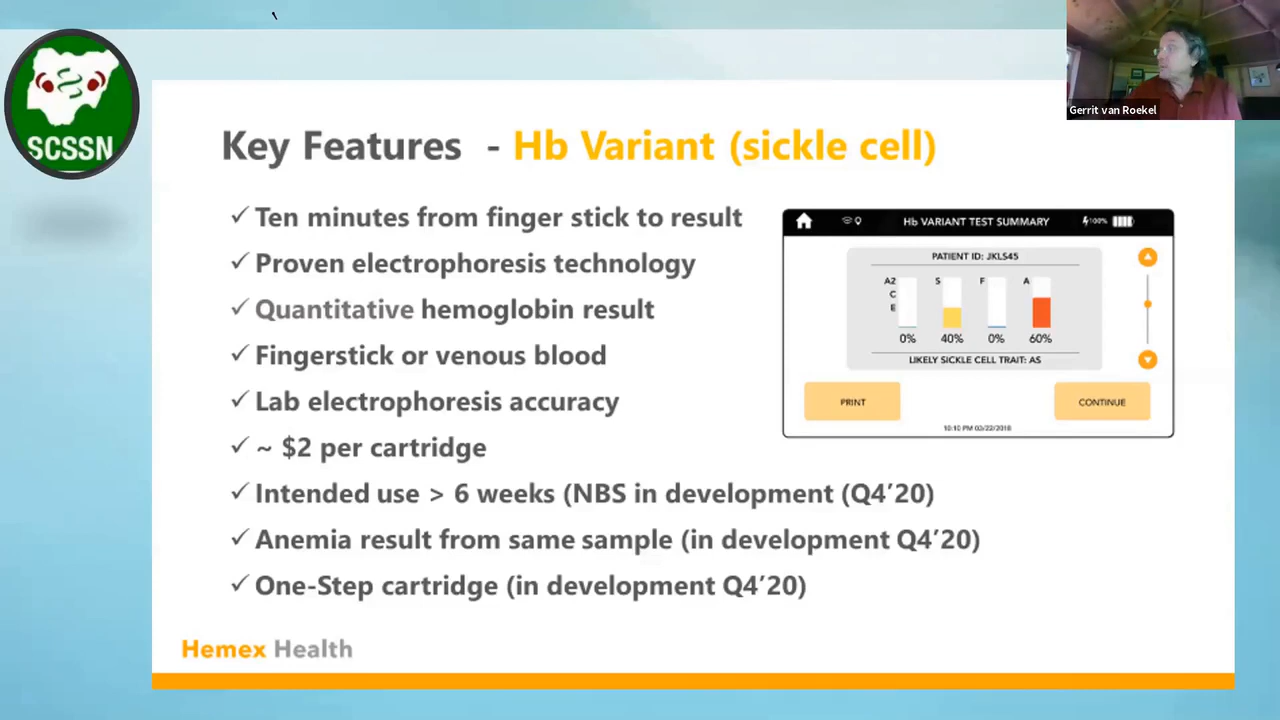 SCSSN
Gerrit van Roekel
Key Features - Hb Variant (sickle cell)
✓ Ten minutes from finger stick to result
✓ Proven electrophoresis technology
✓ Quantitative hemoglobin result
✓ Fingerstick or venous blood
✓ Lab electrophoresis accuracy
✓ ~ $2 per cartridge
✓ Intended use > 6 weeks (NBS in development (Q4’20)
✓ Anemia result from same sample (in development Q4’20)
✓ One-Step cartridge (in development Q4’20)
Hb VARIANT TEST SUMMARY 100%
PATIENT ID: JKLS45
A2 S F A
C
E
0% 40% 0% 60%
LIKELY SICKLE CELL TRAIT: AS
PRINT CONTINUE
10:10 PM 03/22/2018
Hemex Health